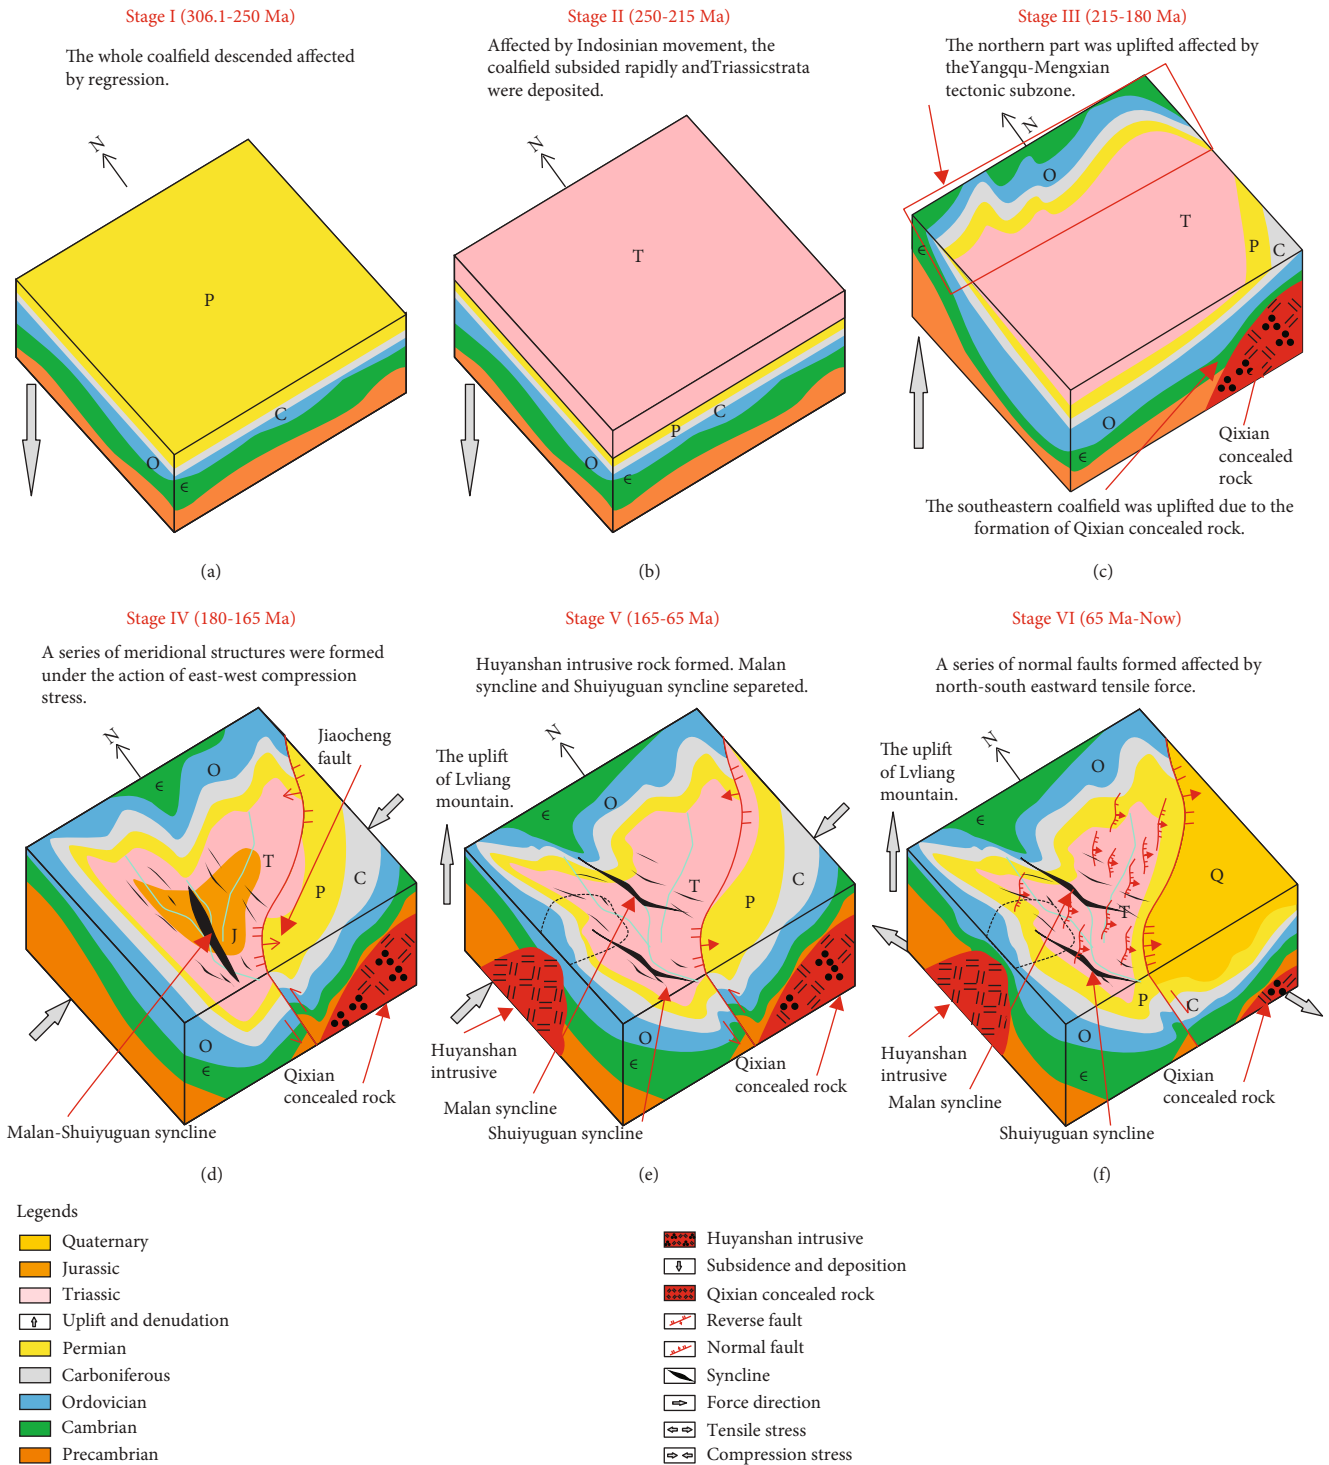 Stage I (306.1-250 Ma)
The whole coalfield descended affected
by regression.
N
P
C
O
ϵ
(a)
Stage II (250-215 Ma)
Affected by Indosinian movement, the
coalfield subsided rapidly andTriassicstrata
were deposited.
N
T
C
P
O
ϵ
(b)
Stage III (215-180 Ma)
The northern part was uplifted affected by
theYangqu-Mengxian
tectonic subzone.
N
O
T
ϵ
P
C
O
ϵ
Qixian
concealed
rock
The southeastern coalfield was uplifted due to the
formation of Qixian concealed rock.
(c)
Stage IV (180-165 Ma)
A series of meridional structures were formed
under the action of east-west compression
stress.
N
Jiaocheng
fault
O
ϵ
T
C
P
J
O
ϵ
Qixian
concealed rock
Malan-Shuiyuguan syncline
(d)
Stage V (165-65 Ma)
Huyanshan intrusive rock formed. Malan
syncline and Shuiyuguan syncline separeted.
N
The uplift
of Lvliang
mountain.
O
ϵ
T
C
P
O
ϵ
Huyanshan
intrusive
Qixian
concealed rock
Malan syncline
Shuiyuguan syncline
(e)
Stage VI (65 Ma-Now)
A series of normal faults formed affected by
north-south eastward tensile force.
N
The uplift
of Lvliang
mountain.
O
ϵ
Q
T
P
C
O
ϵ
Huyanshan
intrusive
Qixian
concealed rock
Malan syncline
Shuiyuguan syncline
(f)
Legends
Quaternary
Jurassic
Triassic
Uplift and denudation
Permian
Carboniferous
Ordovician
Cambrian
Precambrian
Huyanshan intrusive
Subsidence and deposition
Qixian concealed rock
Reverse fault
Normal fault
Syncline
Force direction
Tensile stress
Compression stress